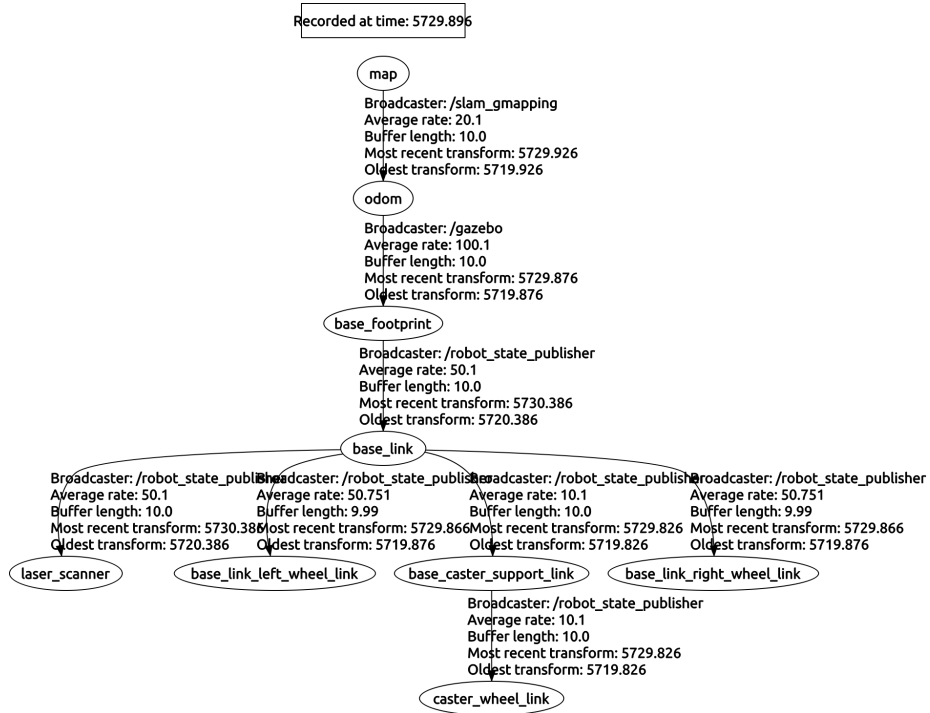 Recorded at time: 5729.896
map
Broadcaster: /slam_gmapping
Average rate: 20.1
Buffer length: 10.0
Most recent transform: 5729.926
Oldest transform: 5719.926
odom
Broadcaster: /gazebo
Average rate: 100.1
Buffer length: 10.0
Most recent transform: 5729.876
Oldest transform: 5719.876
base_footprint
Broadcaster: /robot_state_publisher
Average rate: 50.1
Buffer length: 10.0
Most recent transform: 5730.386
Oldest transform: 5720.386
base_link
Broadcaster: /robot_state_publisher
Average rate: 50.1
Buffer length: 10.0
Most recent transform: 5730.386
Oldest transform: 5720.386
laser_scanner
Broadcaster: /robot_state_publisher
Average rate: 50.751
Buffer length: 9.99
Most recent transform: 5729.866
Oldest transform: 5719.876
base_link_left_wheel_link
Broadcaster: /robot_state_publisher
Average rate: 10.1
Buffer length: 10.0
Most recent transform: 5729.826
Oldest transform: 5719.826
base_caster_support_link
Broadcaster: /robot_state_publisher
Average rate: 50.751
Buffer length: 9.99
Most recent transform: 5729.866
Oldest transform: 5719.876
base_link_right_wheel_link
Broadcaster: /robot_state_publisher
Average rate: 10.1
Buffer length: 10.0
Most recent transform: 5729.826
Oldest transform: 5719.826
caster_wheel_link